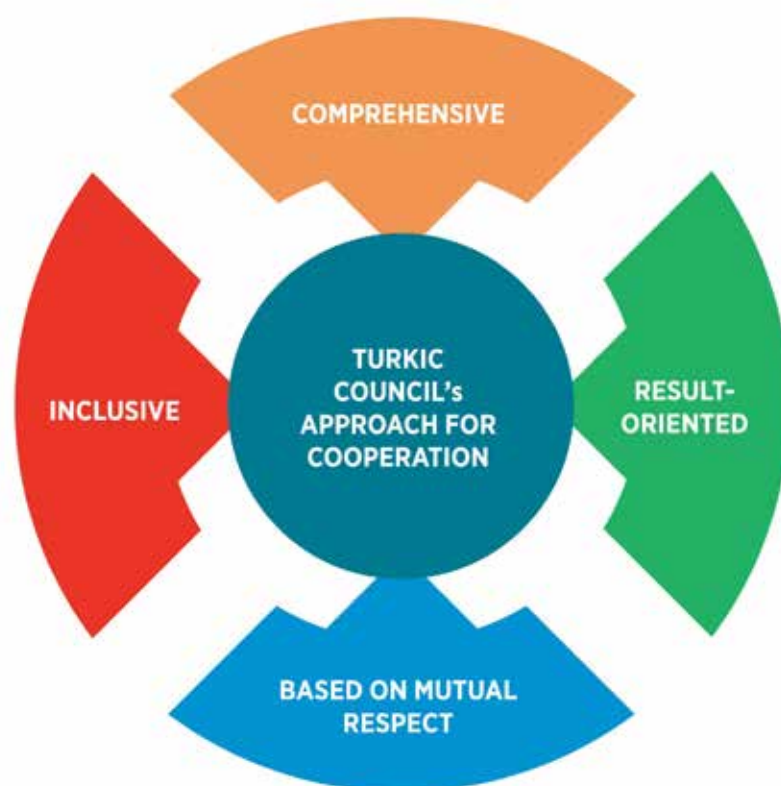 COMPREHENSIVE
INCLUSIVE
TURKIC
COUNCIL's
APPROACH FOR
COOPERATION
RESULT-
ORIENTED
BASED ON MUTUAL
RESPECT